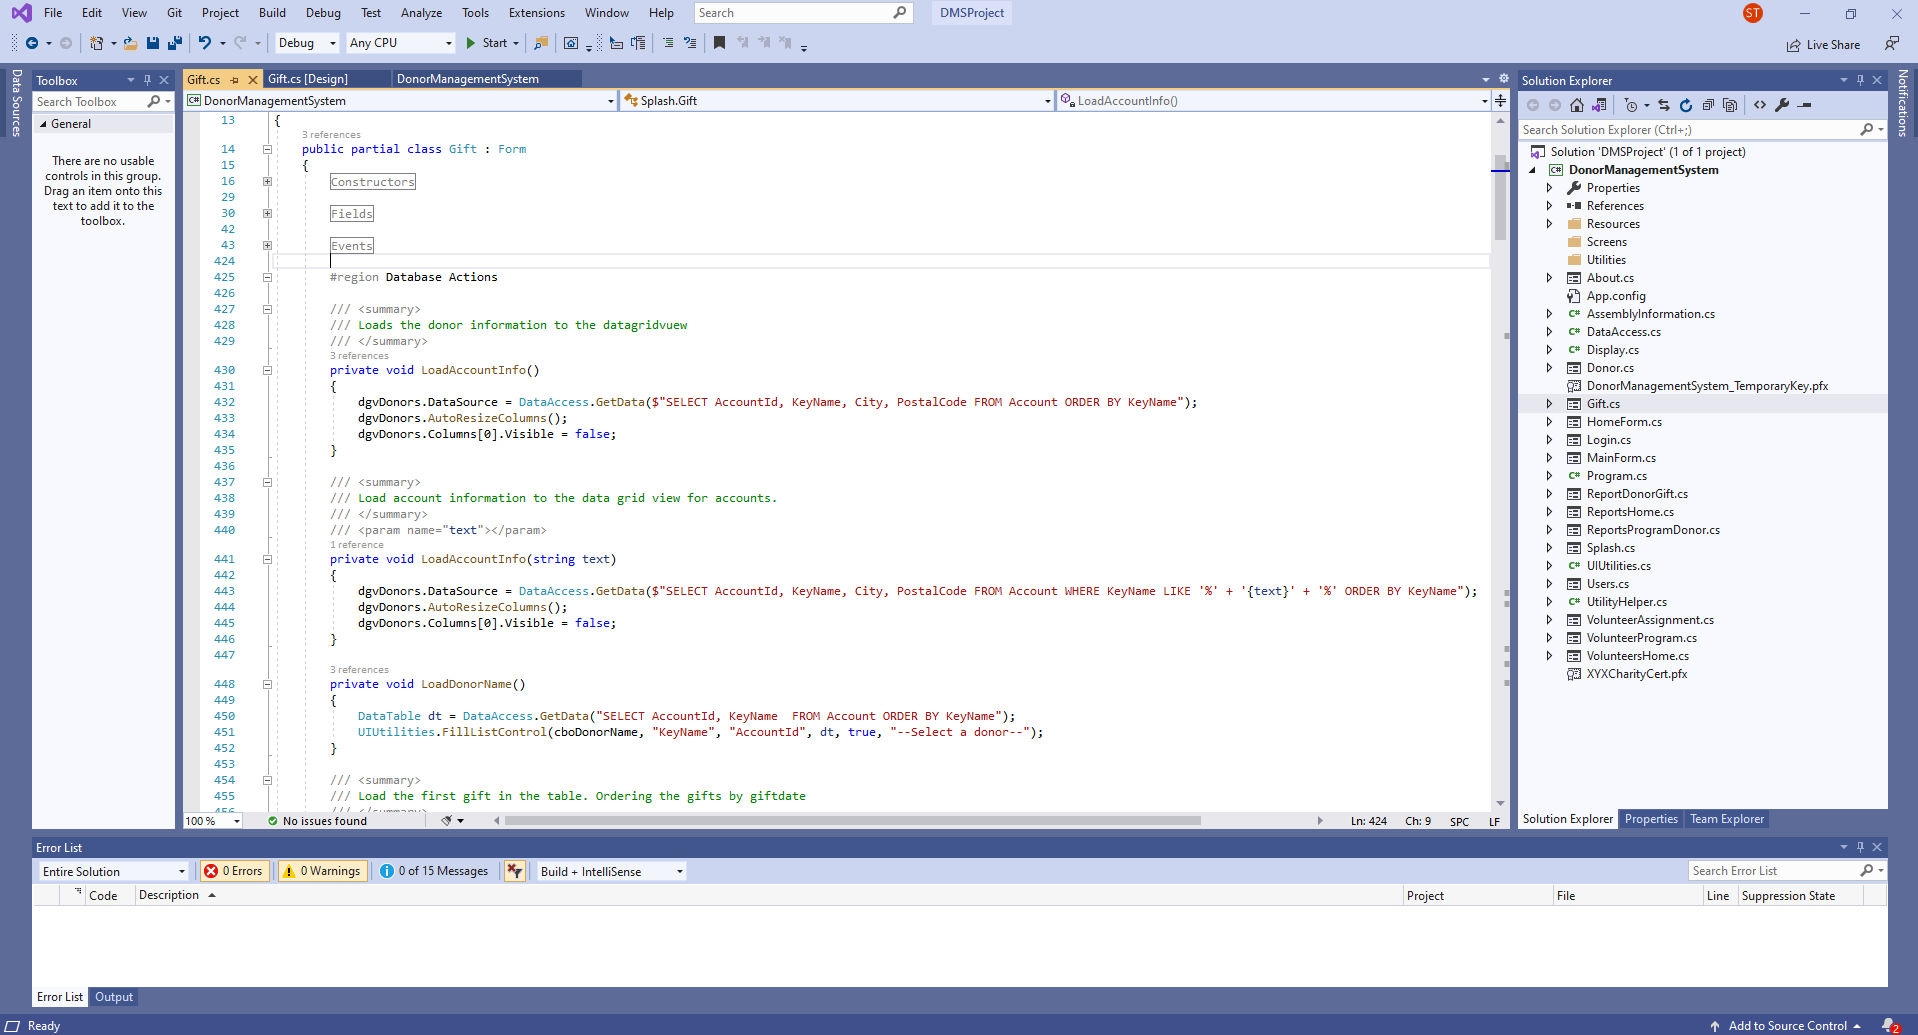 File Edit View Git Project Build Debug Test Analyze Tools Extensions Window Help Search DMSProject ST
Debug Any CPU Start Live Share
Data Sources
Toolbox
Search Toolbox
General
There are no usable
controls in this group.
Drag an item onto this
text to add it to the
toolbox.
Gift.cs Gift.cs [Design] DonorManagementSystem
C# DonorManagementSystem Splash.Gift LoadAccountInfo()
13 {
3 references
14 public partial class Gift : Form
15 {
16 Constructors
29
30 Fields
42
43 Events
424
425 #region Database Actions
426
427 /// <summary>
428 /// Loads the donor information to the datagridvuew
429 /// </summary>
3 references
430 private void LoadAccountInfo()
431 {
432 dgvDonors.DataSource = DataAccess.GetData($"SELECT AccountId, KeyName, City, PostalCode FROM Account ORDER BY KeyName");
433 dgvDonors.AutoResizeColumns();
434 dgvDonors.Columns[0].Visible = false;
435 }
436
437 /// <summary>
438 /// Load account information to the data grid view for accounts.
439 /// </summary>
440 /// <param name="text"></param>
1 reference
441 private void LoadAccountInfo(string text)
442 {
443 dgvDonors.DataSource = DataAccess.GetData($"SELECT AccountId, KeyName, City, PostalCode FROM Account WHERE KeyName LIKE '%' + '{text}' + '%' ORDER BY KeyName");
444 dgvDonors.AutoResizeColumns();
445 dgvDonors.Columns[0].Visible = false;
446 }
447
3 references
448 private void LoadDonorName()
449 {
450 DataTable dt = DataAccess.GetData("SELECT AccountId, KeyName  FROM Account ORDER BY KeyName");
451 UIUtilities.FillListControl(cboDonorName, "KeyName", "AccountId", dt, true, "--Select a donor--");
452 }
453
454 /// <summary>
455 /// Load the first gift in the table. Ordering the gifts by giftdate
456 /// </summary>
100 % No issues found Ln: 424 Ch: 9 SPC LF
Solution Explorer
Search Solution Explorer (Ctrl+;)
Solution 'DMSProject' (1 of 1 project)
C# DonorManagementSystem
Properties
References
Resources
Screens
Utilities
About.cs
App.config
C# AssemblyInformation.cs
C# DataAccess.cs
C# Display.cs
Donor.cs
DonorManagementSystem_TemporaryKey.pfx
Gift.cs
HomeForm.cs
Login.cs
MainForm.cs
C# Program.cs
ReportDonorGift.cs
ReportsHome.cs
ReportsProgramDonor.cs
Splash.cs
C# UIUtilities.cs
Users.cs
C# UtilityHelper.cs
VolunteerAssignment.cs
VolunteerProgram.cs
VolunteersHome.cs
XYXCharityCert.pfx
Solution Explorer Properties Team Explorer
Notifications
Error List
Entire Solution 0 Errors 0 Warnings 0 of 15 Messages Build + IntelliSense Search Error List
Code Description Project File Line Suppression State
Error List Output
Ready Add to Source Control 2